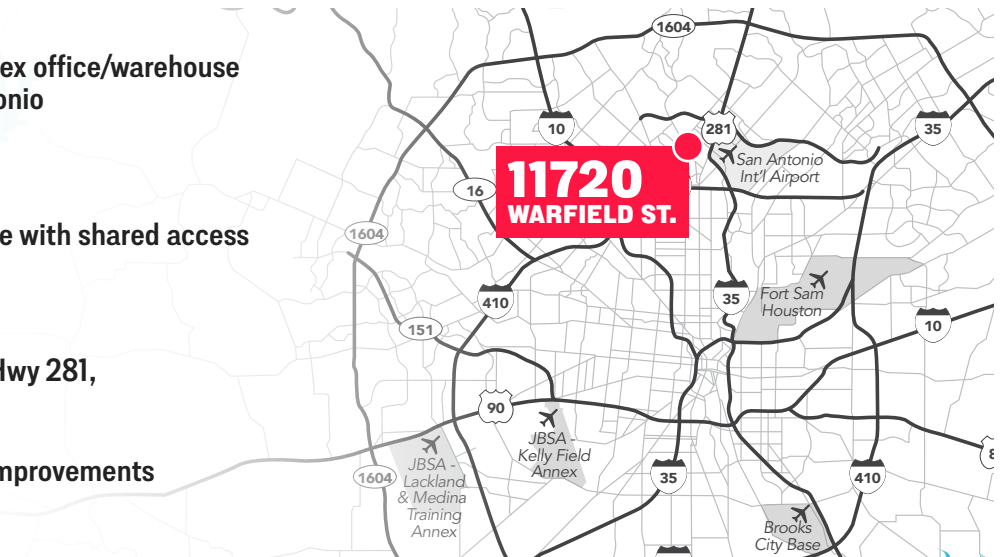 ex office/warehouse
onio
e with shared access
Hwy 281,
mprovements
1604
10
281
35
San Antonio
Int'l Airport
16
11720
WARFIELD ST.
1604
410
35
Fort Sam
Houston
10
151
90
JBSA -
Kelly Field
Annex
JBSA -
Lackland
& Medina
Training
Annex
1604
35
410
Brooks
City Base